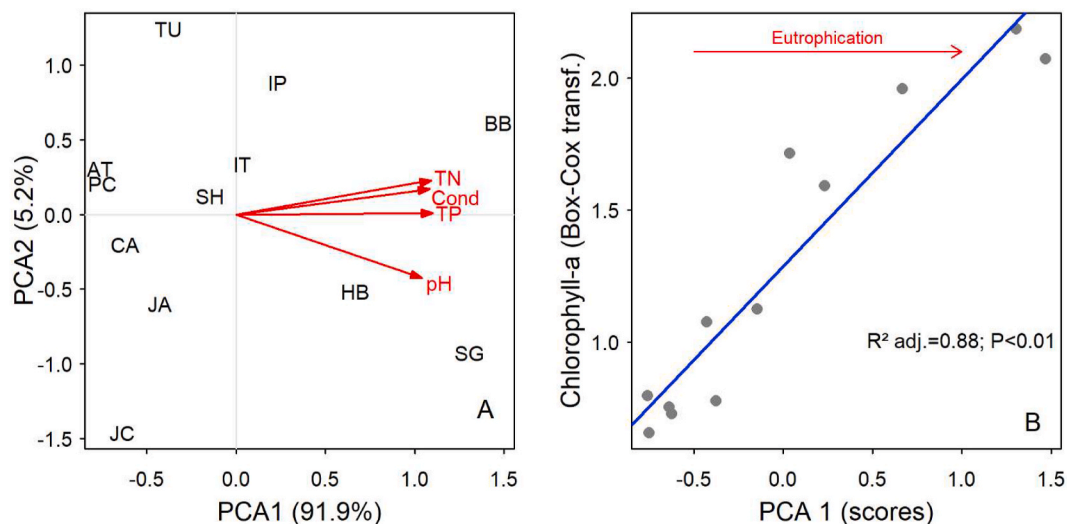 TU
1.0
IP
BB
0.5
AT
IT
PC
TN
SH
Cond
0.0
TP
CA
-0.5
HB
pH
JA
SG
-1.0
A
-1.5
JC
-0.5 0.0 0.5 1.0 1.5
PCA1 (91.9%)
PCA2 (5.2%)
Eutrophication
2.0
1.5
1.0
R² adj.=0.88; P<0.01
B
-0.5 0.0 0.5 1.0 1.5
PCA 1 (scores)
Chlorophyll-a (Box-Cox transf.)